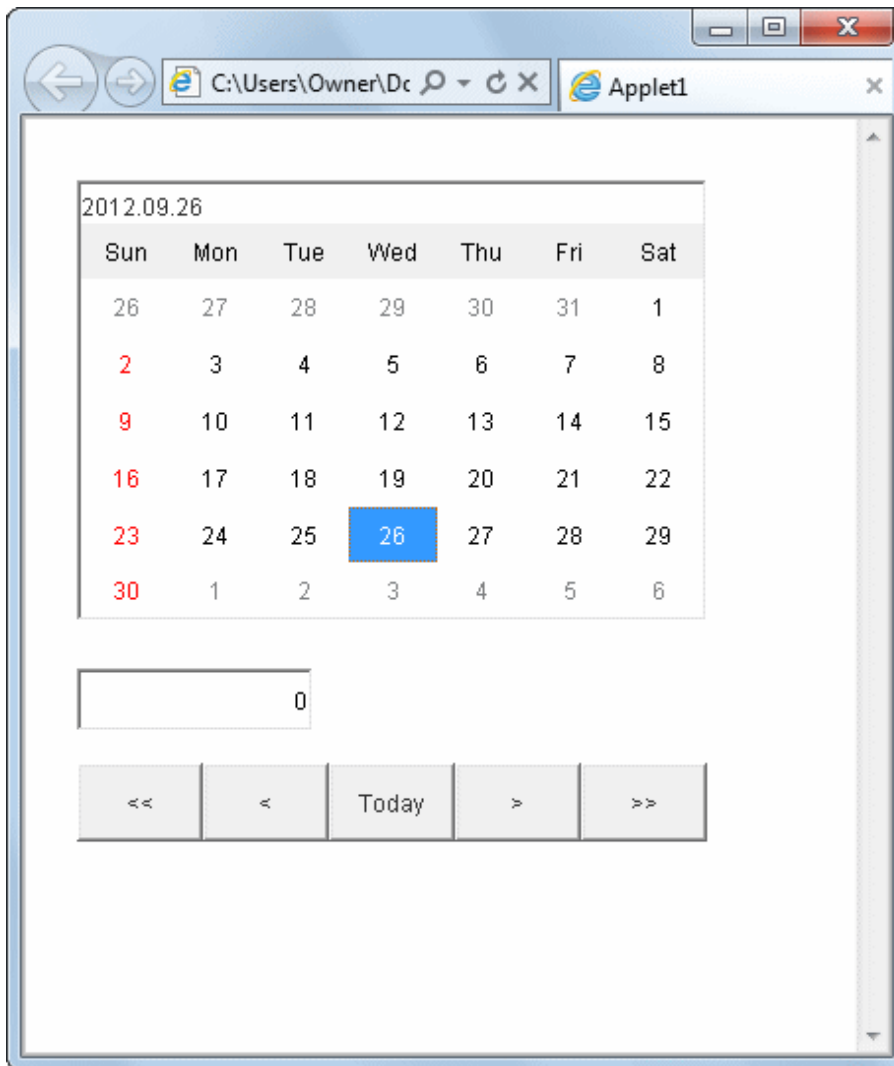 C:\Users\Owner\Dc
Applet1
2012.09.26
Sun Mon Tue Wed Thu Fri Sat
26 27 28 29 30 31 1
2 3 4 5 6 7 8
9 10 11 12 13 14 15
16 17 18 19 20 21 22
23 24 25 26 27 28 29
30 1 2 3 4 5 6
0
<< < Today > >>